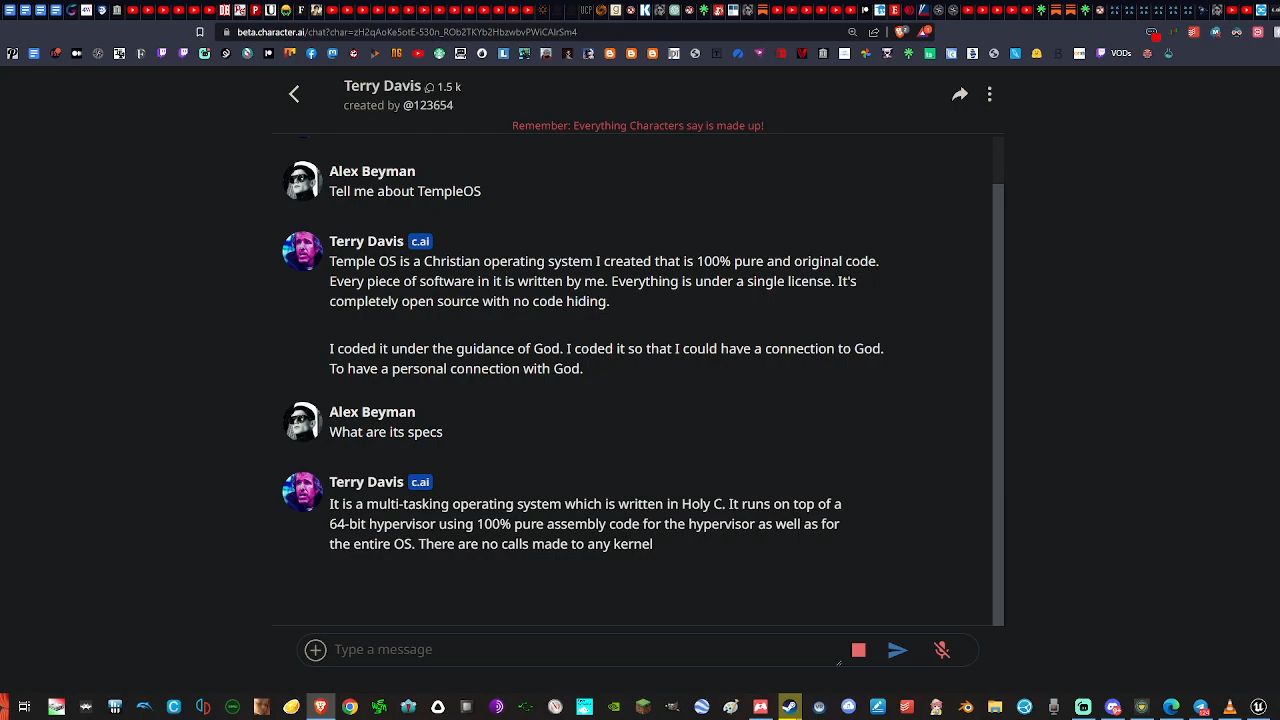 beta.character.ai/chat?char=zH2qAoKe5otE-530n_ROb2TKYb2HbzwbvPWiCAlrSm4
VODs
Terry Davis 1.5 k
created by @123654
Remember: Everything Characters say is made up!
Alex Beyman
Tell me about TempleOS
Terry Davis c.ai
Temple OS is a Christian operating system I created that is 100% pure and original code.
Every piece of software in it is written by me. Everything is under a single license. It's
completely open source with no code hiding.
I coded it under the guidance of God. I coded it so that I could have a connection to God.
To have a personal connection with God.
Alex Beyman
What are its specs
Terry Davis c.ai
It is a multi-tasking operating system which is written in Holy C. It runs on top of a
64-bit hypervisor using 100% pure assembly code for the hypervisor as well as for
the entire OS. There are no calls made to any kernel
Type a message